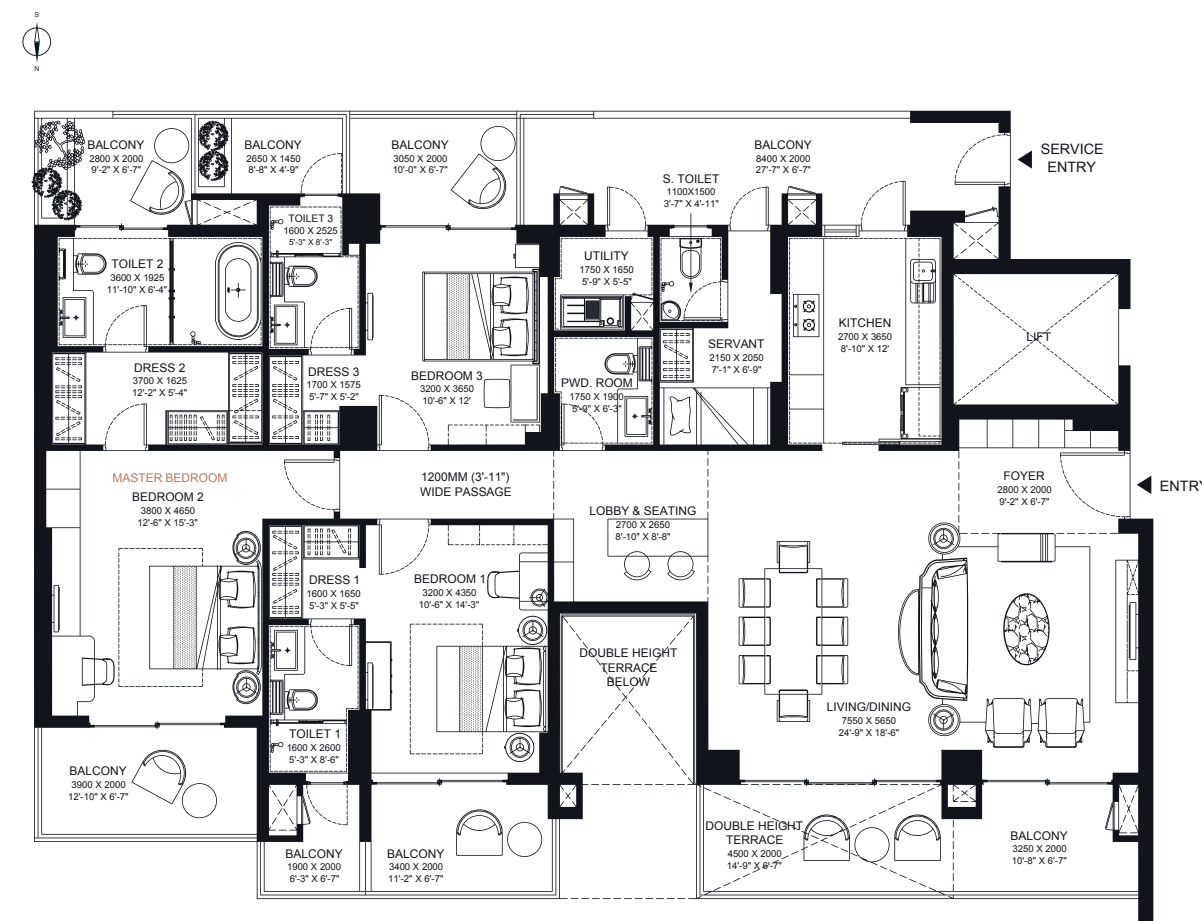 S
N
BALCONY
2800 X 2000
9'-2" X 6'-7"
BALCONY
2650 X 1450
8'-8" X 4'-9"
BALCONY
3050 X 2000
10'-0" X 6'-7"
BALCONY
8400 X 2000
27'-7" X 6'-7"
SERVICE
ENTRY
S. TOILET
1100X1500
3'-7" X 4'-11"
TOILET 3
1600 X 2525
5'-3" X 8'-3"
TOILET 2
3600 X 1925
11'-10" X 6'-4"
UTILITY
1750 X 1650
5'-9" X 5'-5"
KITCHEN
2700 X 3650
8'-10" X 12'
LIFT
SERVANT
2150 X 2050
7'-1" X 6'-9"
DRESS 2
3700 X 1625
12'-2" X 5'-4"
DRESS 3
1700 X 1575
5'-7" X 5'-2"
BEDROOM 3
3200 X 3650
10'-6" X 12'
PWD. ROOM
1750 X 1900
5'-9" X 6'-3"
MASTER BEDROOM
BEDROOM 2
3800 X 4650
12'-6" X 15'-3"
1200MM (3'-11")
WIDE PASSAGE
FOYER
2800 X 2000
9'-2" X 6'-7"
ENTRY
LOBBY & SEATING
2700 X 2650
8'-10" X 8'-8"
DRESS 1
1600 X 1650
5'-3" X 5'-5"
BEDROOM 1
3200 X 4350
10'-6" X 14'-3"
DOUBLE HEIGHT
TERRACE
BELOW
LIVING/DINING
7550 X 5650
24'-9" X 18'-6"
TOILET 1
1600 X 2600
5'-3" X 8'-6"
BALCONY
3900 X 2000
12'-10" X 6'-7"
BALCONY
1900 X 2000
6'-3" X 6'-7"
BALCONY
3400 X 2000
11'-2" X 6'-7"
DOUBLE HEIGHT
TERRACE
4500 X 2000
14'-9" X 6'-7"
BALCONY
3250 X 2000
10'-8" X 6'-7"